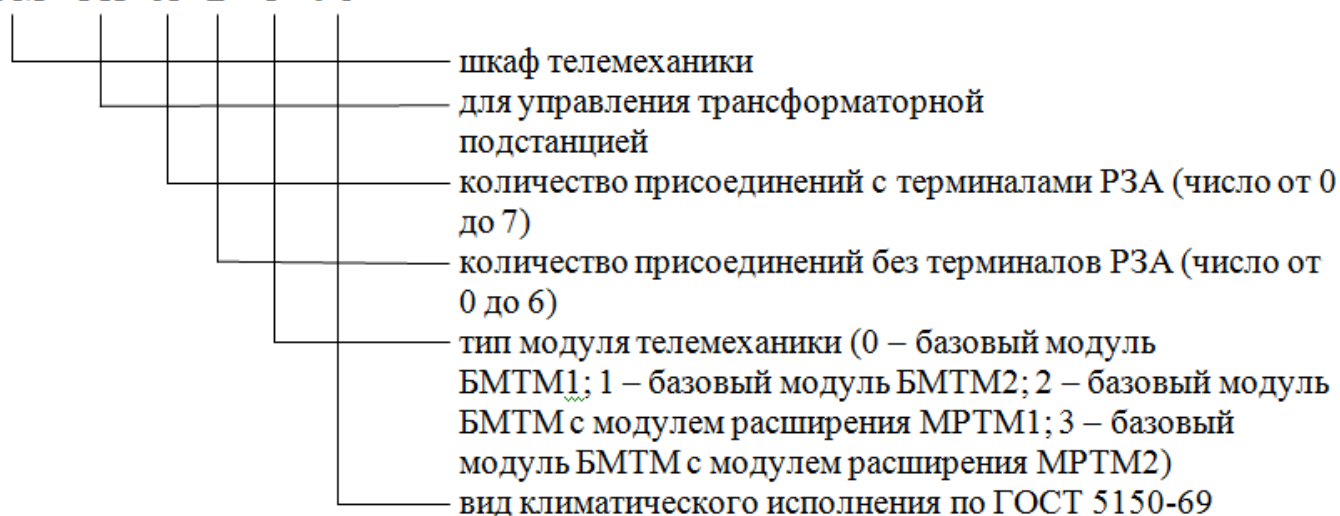 шкаф телемеханики
для управления трансформаторной
подстанцией
количество присоединений с терминалами РЗА (число от 0
до 7)
количество присоединений без терминалов РЗА (число от
0 до 6)
тип модуля телемеханики (0 – базовый модуль
БМТМ1; 1 – базовый модуль БМТМ2; 2 – базовый модуль
БМТМ с модулем расширения МРТМ1; 3 – базовый
модуль БМТМ с модулем расширения МРТМ2)
вид климатического исполнения по ГОСТ 5150-69